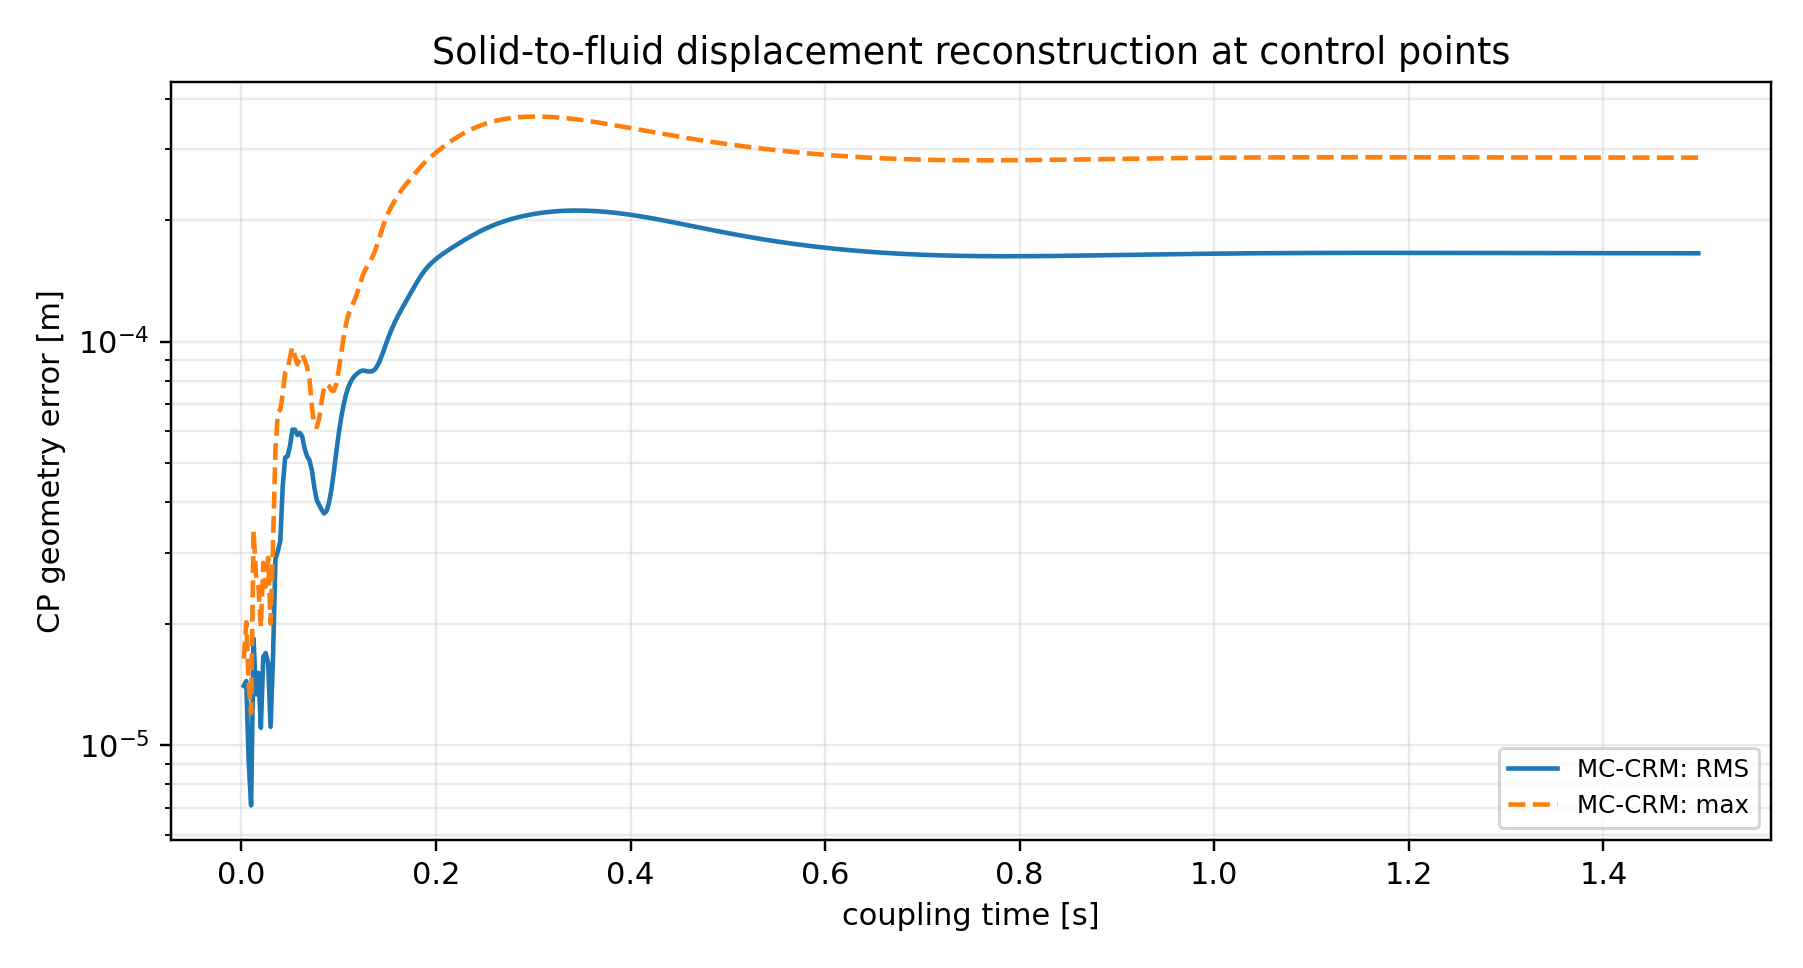 Solid-to-fluid displacement reconstruction at control points
CP geometry error [m]
10⁻⁴
10⁻⁵
0.0 0.2 0.4 0.6 0.8 1.0 1.2 1.4
coupling time [s]
MC-CRM: RMS
MC-CRM: max